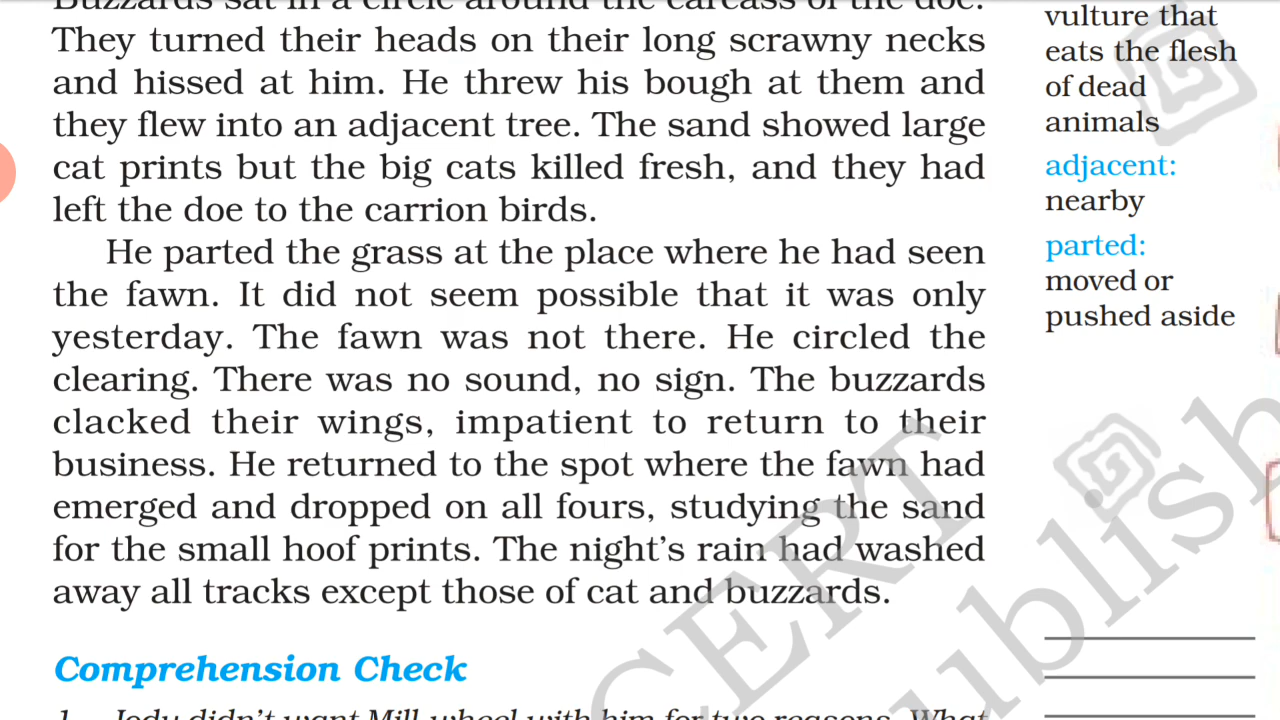 Buzzards sat in a circle around the carcass of the doe.
They turned their heads on their long scrawny necks
and hissed at him. He threw his bough at them and
they flew into an adjacent tree. The sand showed large
cat prints but the big cats killed fresh, and they had
left the doe to the carrion birds.
He parted the grass at the place where he had seen
the fawn. It did not seem possible that it was only
yesterday. The fawn was not there. He circled the
clearing. There was no sound, no sign. The buzzards
clacked their wings, impatient to return to their
business. He returned to the spot where the fawn had
emerged and dropped on all fours, studying the sand
for the small hoof prints. The night's rain had washed
away all tracks except those of cat and buzzards.
Comprehension Check
1. Jody didn't want Mill-wheel with him for two reasons. What
vulture that
eats the flesh
of dead
animals
adjacent:
nearby
parted:
moved or
pushed aside
CERT
ublish